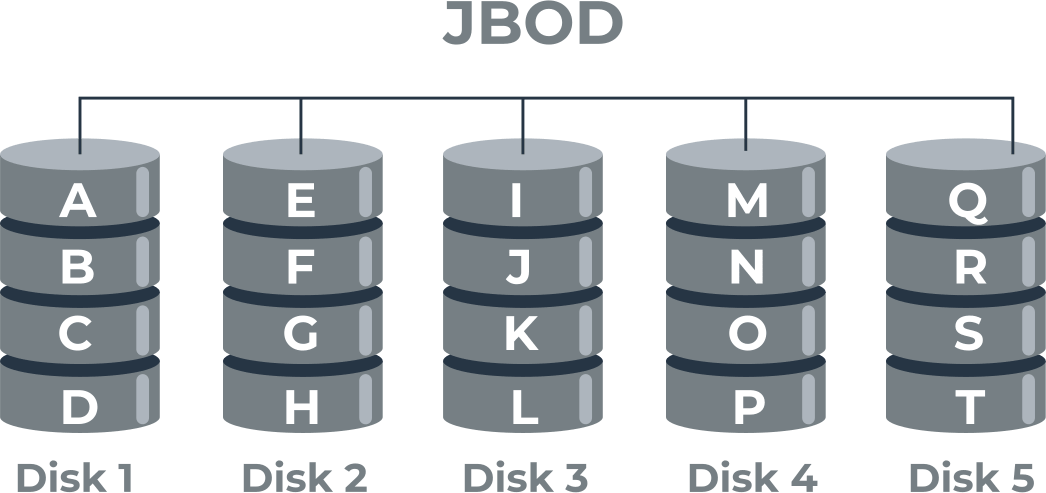 JBOD
A E I M Q
B F J N R
C G K O S
D H L P T
Disk 1 Disk 2 Disk 3 Disk 4 Disk 5